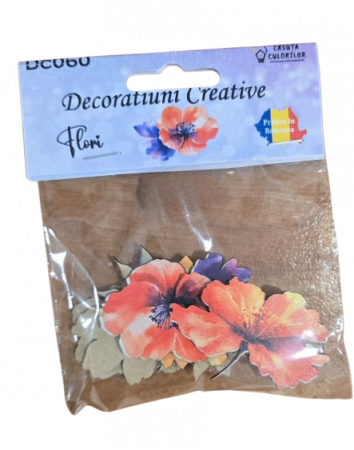 DC060
CASUTA
CULORILOR
Decoratiuni Creative
Flori
Produs în
România